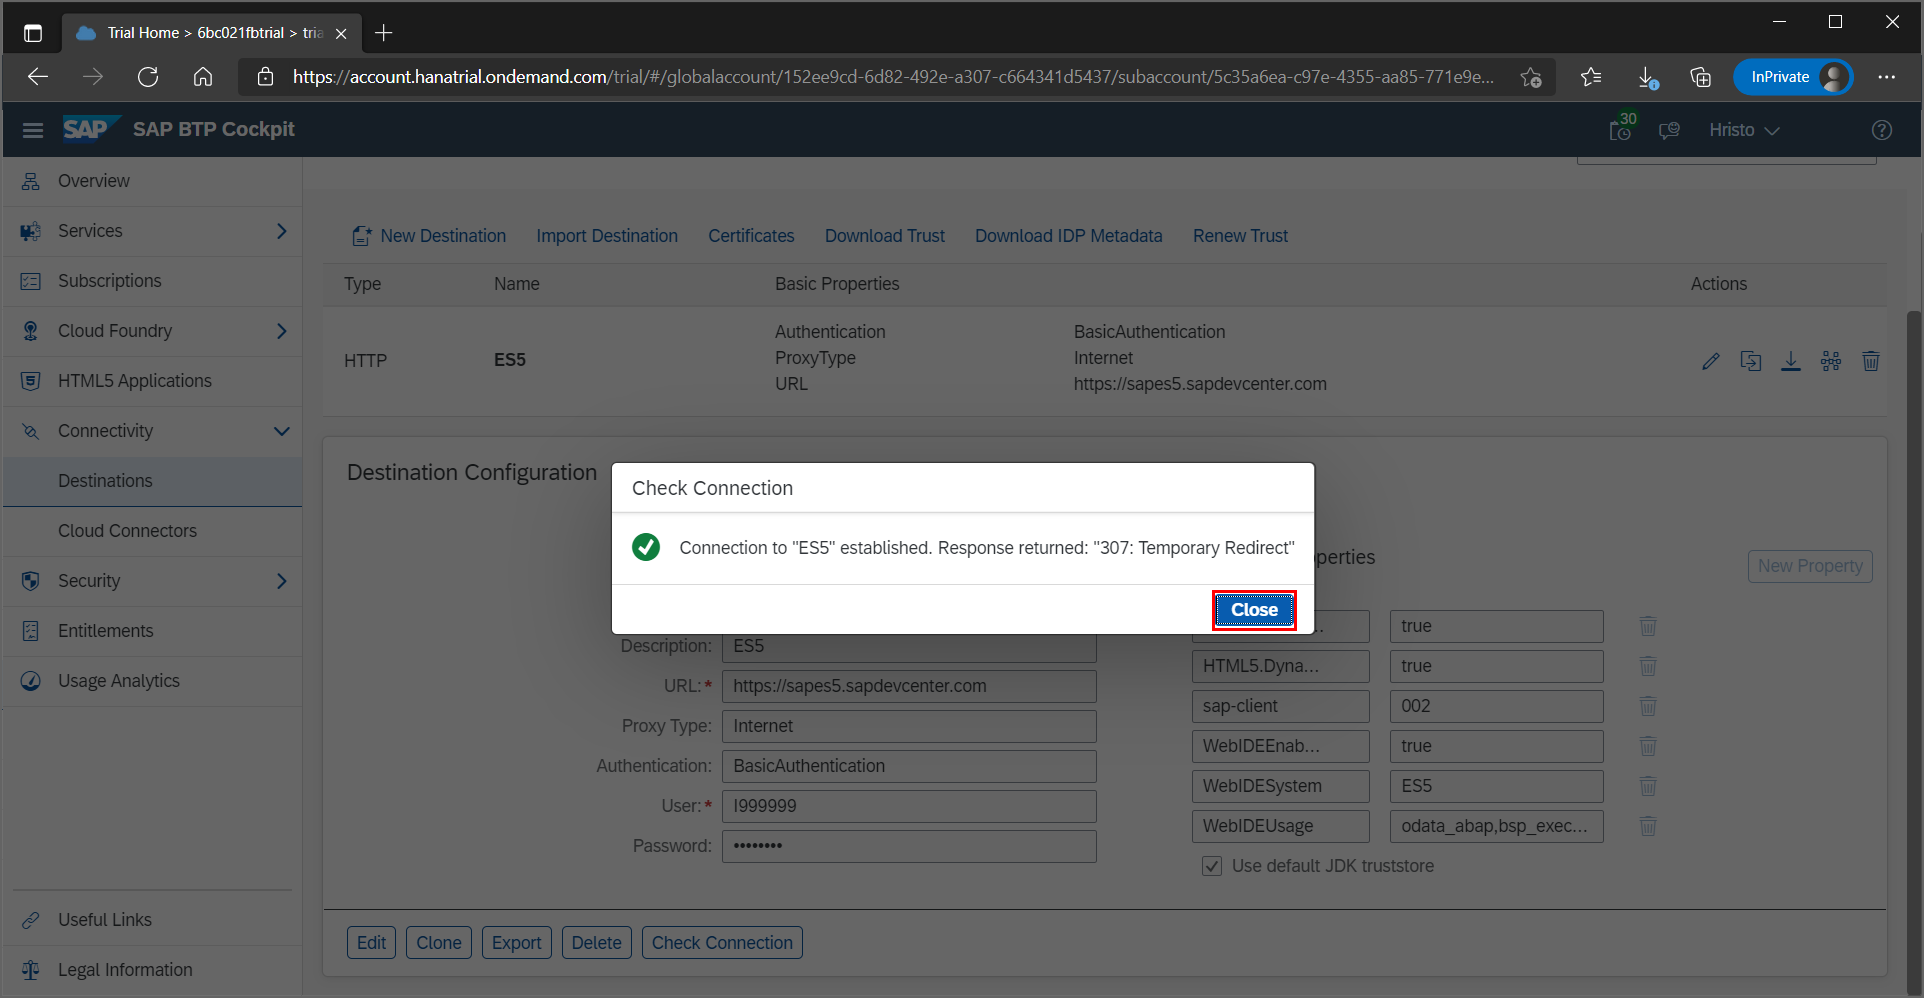 Trial Home > 6bc021fbtrial > tria
https://account.hanatrial.ondemand.com/trial/#/globalaccount/152ee9cd-6d82-492e-a307-c664341d5437/subaccount/5c35a6ea-c97e-4355-aa85-771e9e...
InPrivate
SAP SAP BTP Cockpit
30
Hristo
Overview
Services
Subscriptions
Cloud Foundry
HTML5 Applications
Connectivity
Destinations
Cloud Connectors
Security
Entitlements
Usage Analytics
Useful Links
Legal Information
New Destination Import Destination Certificates Download Trust Download IDP Metadata Renew Trust
Type Name Basic Properties Actions
HTTP ES5
Authentication BasicAuthentication
ProxyType Internet
URL https://sapes5.sapdevcenter.com
Destination Configuration
Check Connection
Connection to "ES5" established. Response returned: "307: Temporary Redirect"
Close
perties
New Property
Description: ES5
URL:* https://sapes5.sapdevcenter.com
Proxy Type: Internet
Authentication: BasicAuthentication
User:* I999999
Password: ••••••••
... true
HTML5.Dyna... true
sap-client 002
WebIDEEnab... true
WebIDESystem ES5
WebIDEUsage odata_abap,bsp_exec...
Use default JDK truststore
Edit Clone Export Delete Check Connection